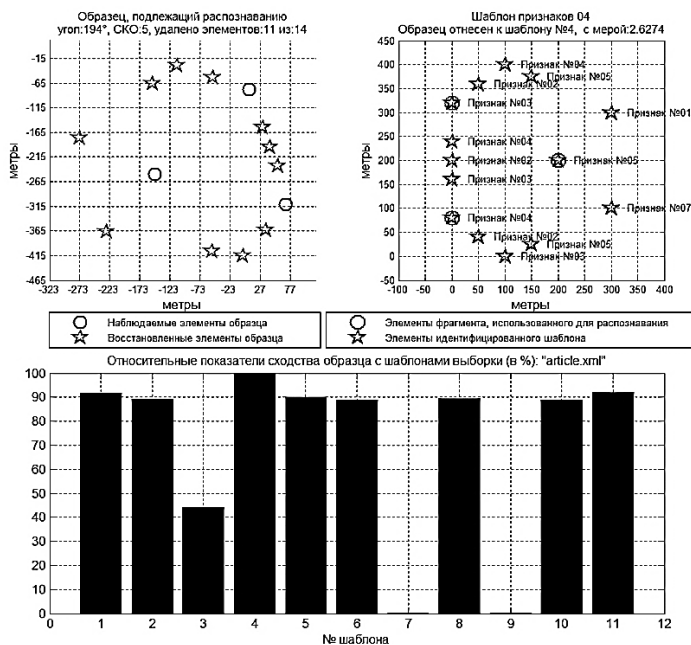 Образец, подлежащий распознаванию
угол:194°, СКО:5, удалено элементов:11 из:14
-15
-65
-115
-165
-215
-265
-315
-415
-465
метры
-323 -273 -223 -173 -123 -73 -23 27 77
метры
Шаблон признаков 04
Образец отнесен к шаблону №4, с мерой:2.6274
450
400
350
300
250
200
150
100
50
0
-50
метры
Признак №04
Признак №05
Признак №02
Признак №03
Признак №01
Признак №04
Признак №02
Признак №05
Признак №03
Признак №07
Признак №04
Признак №02
Признак №05
Признак №03
-100 -50 0 50 100 150 200 250 300 350 400
метры
Наблюдаемые элементы образца
Восстановленные элементы образца
Элементы фрагмента, использованного для распознавания
Элементы идентифицированного шаблона
Относительные показатели сходства образца с шаблонами выборки (в %): "article.xml"
100
90
80
70
60
50
40
30
20
10
0
0 1 2 3 4 5 6 7 8 9 10 11 12
№ шаблона